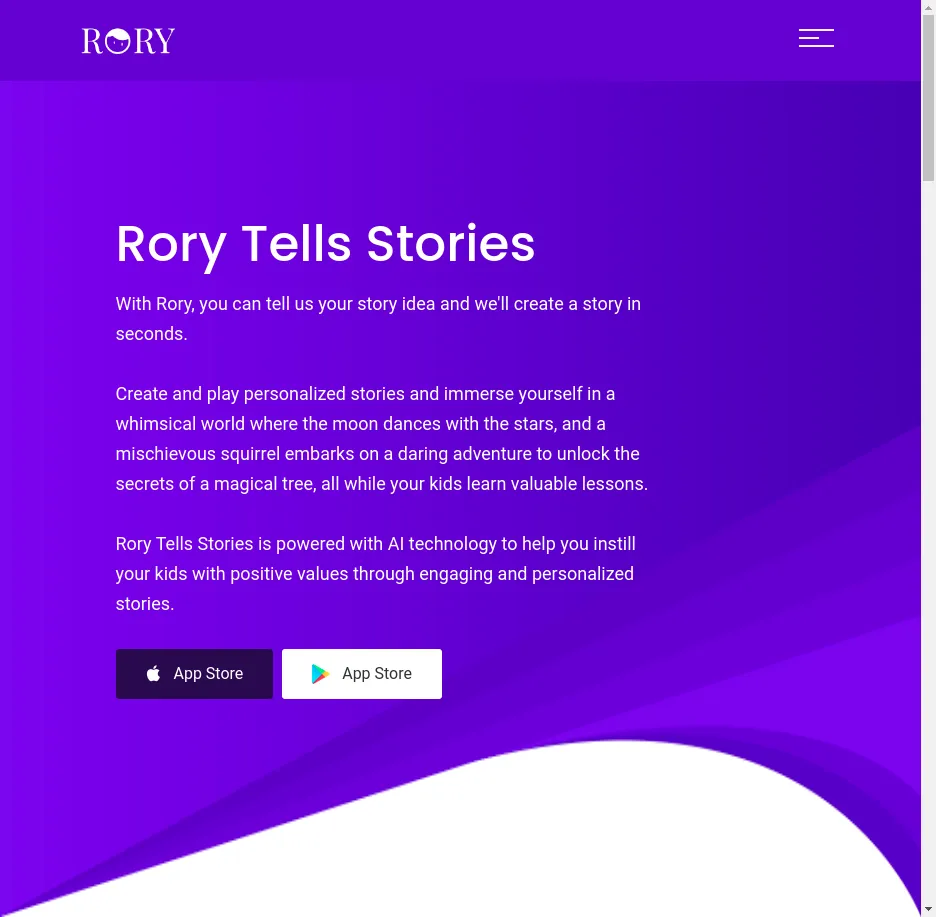 RORY
Rory Tells Stories
With Rory, you can tell us your story idea and we'll create a story in
seconds.
Create and play personalized stories and immerse yourself in a
whimsical world where the moon dances with the stars, and a
mischievous squirrel embarks on a daring adventure to unlock the
secrets of a magical tree, all while your kids learn valuable lessons.
Rory Tells Stories is powered with AI technology to help you instill
your kids with positive values through engaging and personalized
stories.
App Store
App Store